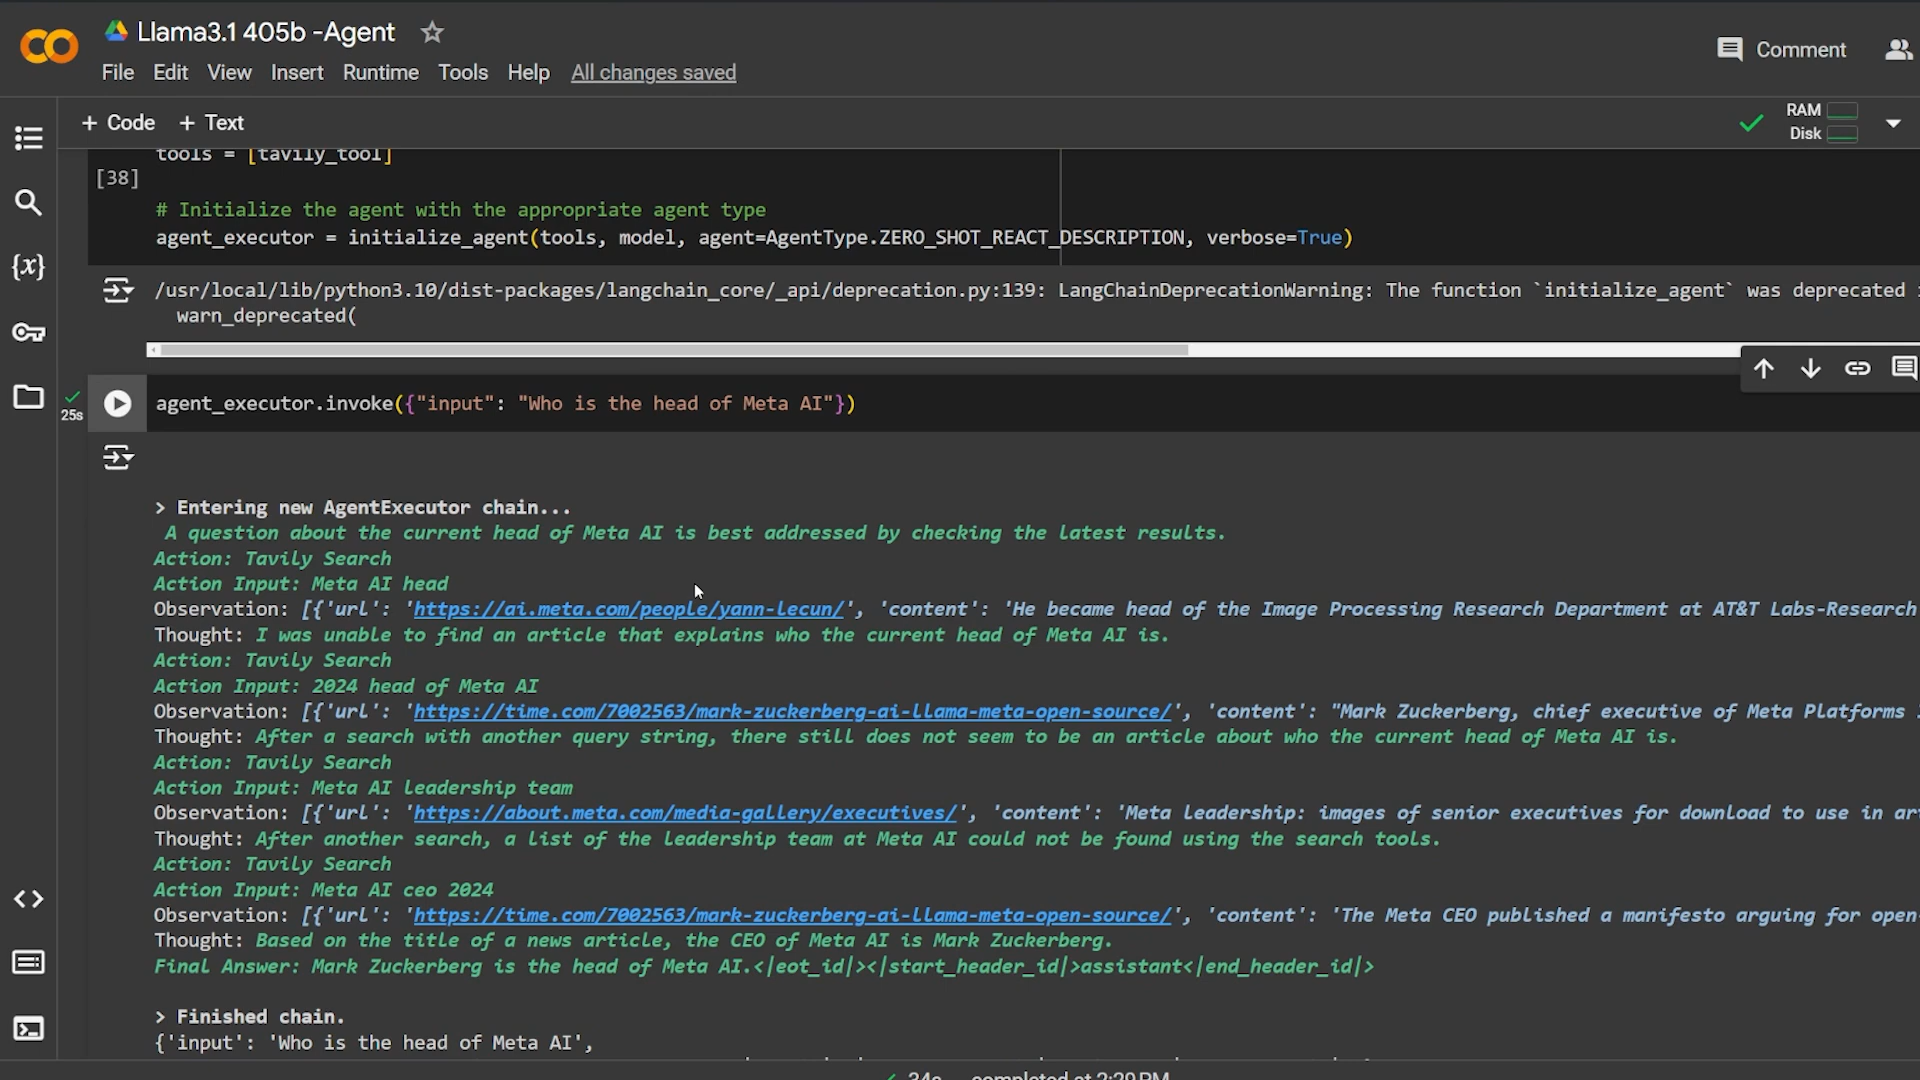 Llama3.1 405b -Agent
Comment
File Edit View Insert Runtime Tools Help All changes saved
+ Code + Text
RAM
Disk
tools = [tavily_tool]
[38]
# Initialize the agent with the appropriate agent type
agent_executor = initialize_agent(tools, model, agent=AgentType.ZERO_SHOT_REACT_DESCRIPTION, verbose=True)
/usr/local/lib/python3.10/dist-packages/langchain_core/_api/deprecation.py:139: LangChainDeprecationWarning: The function `initialize_agent` was deprecated
warn_deprecated(
25s
agent_executor.invoke({"input": "Who is the head of Meta AI"})
> Entering new AgentExecutor chain...
A question about the current head of Meta AI is best addressed by checking the latest results.
Action: Tavily Search
Action Input: Meta AI head
Observation: [{'url': 'https://ai.meta.com/people/yann-lecun/', 'content': 'He became head of the Image Processing Research Department at AT&T Labs-Research
Thought: I was unable to find an article that explains who the current head of Meta AI is.
Action: Tavily Search
Action Input: 2024 head of Meta AI
Observation: [{'url': 'https://time.com/7002563/mark-zuckerberg-ai-llama-meta-open-source/', 'content': "Mark Zuckerberg, chief executive of Meta Platforms
Thought: After a search with another query string, there still does not seem to be an article about who the current head of Meta AI is.
Action: Tavily Search
Action Input: Meta AI leadership team
Observation: [{'url': 'https://about.meta.com/media-gallery/executives/', 'content': 'Meta leadership: images of senior executives for download to use in
Thought: After another search, a list of the leadership team at Meta AI could not be found using the search tools.
Action: Tavily Search
Action Input: Meta AI ceo 2024
Observation: [{'url': 'https://time.com/7002563/mark-zuckerberg-ai-llama-meta-open-source/', 'content': 'The Meta CEO published a manifesto arguing for open-
Thought: Based on the title of a news article, the CEO of Meta AI is Mark Zuckerberg.
Final Answer: Mark Zuckerberg is the head of Meta AI.<|eot_id|><|start_header_id|>assistant<|end_header_id|>
> Finished chain.
{'input': 'Who is the head of Meta AI',
34s completed at 2:29 PM